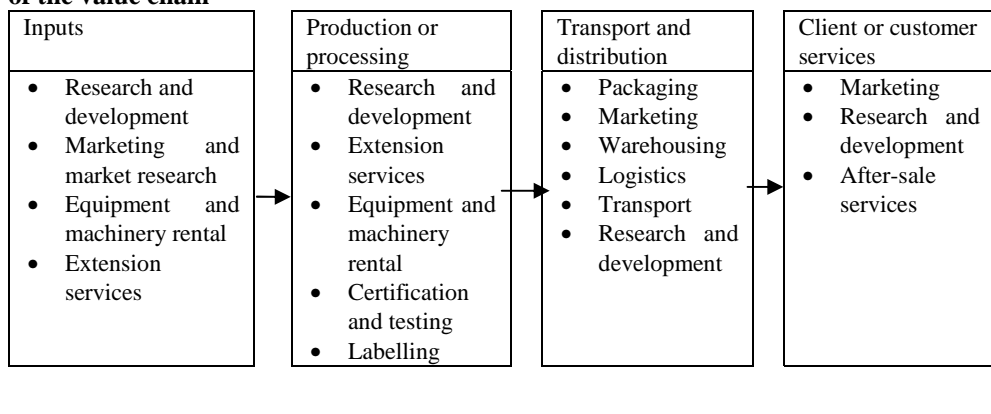 of the value chain
Inputs
Research and
development
Marketing and
market research
Equipment and
machinery rental
Extension
services
Production or
processing
Research and
development
Extension
services
Equipment and
machinery
rental
Certification
and testing
Labelling
Transport and
distribution
Packaging
Marketing
Warehousing
Logistics
Transport
Research and
development
Client or customer
services
Marketing
Research and
development
After-sale
services